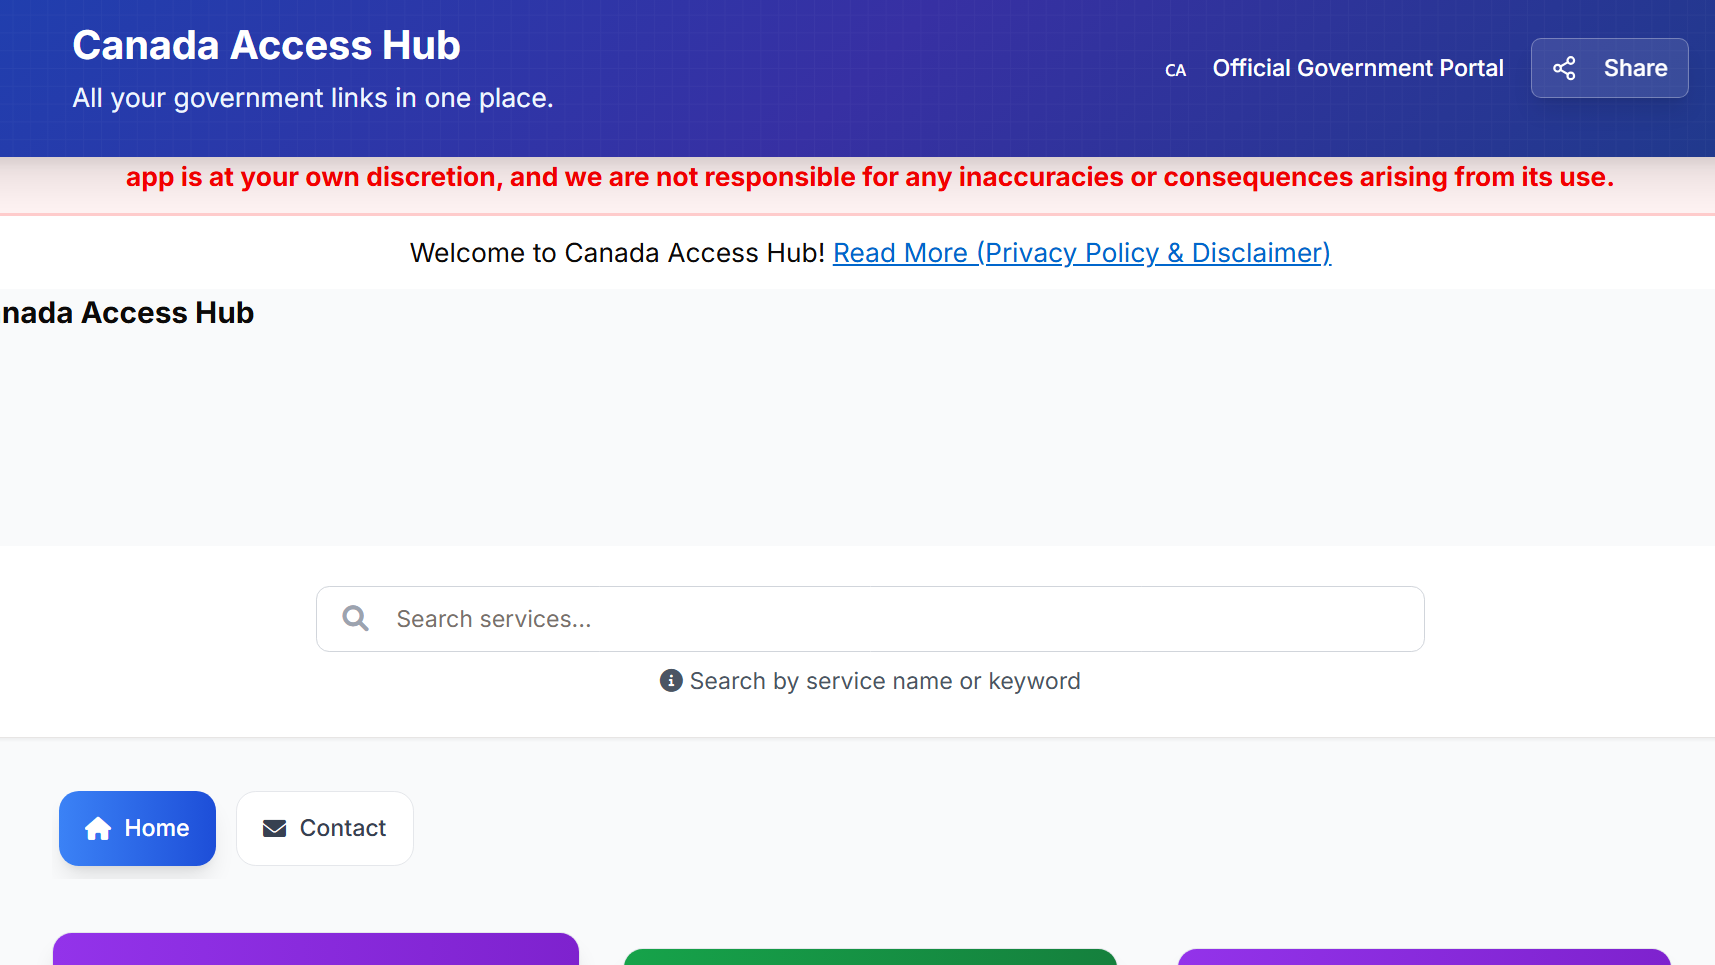 Canada Access Hub
All your government links in one place.
CA Official Government Portal
Share
app is at your own discretion, and we are not responsible for any inaccuracies or consequences arising from its use.
Welcome to Canada Access Hub! Read More (Privacy Policy & Disclaimer)
nada Access Hub
Search services...
Search by service name or keyword
Home
Contact